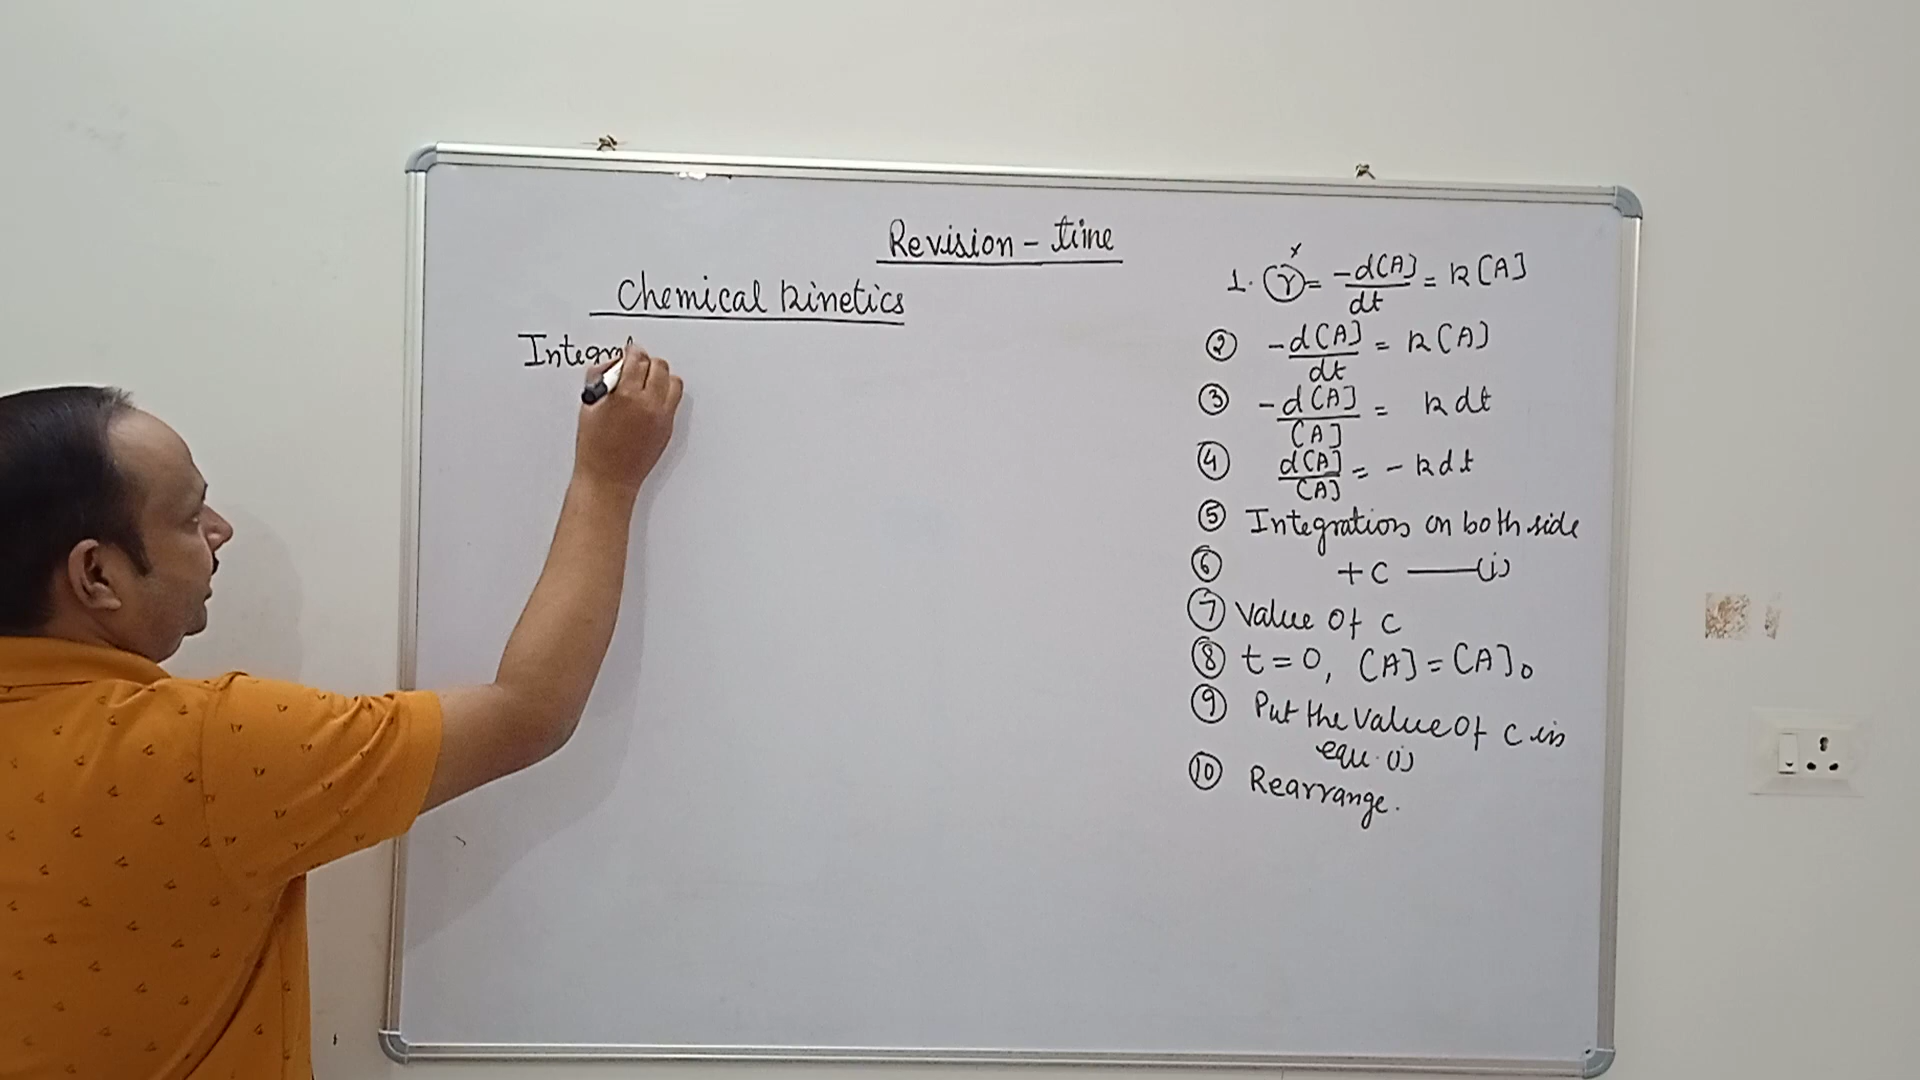 Revision - time
Chemical kinetics
Integra
1. r = -d[A]/dt = k[A]
② -d[A]/dt = k[A]
③ -d[A]/[A] = k dt
④ d[A]/[A] = - k dt
⑤ Integration on both side
⑥ + C —— (i)
⑦ Value of C
⑧ t = 0, [A] = [A]₀
⑨ Put the value of C in
equ. (i)
⑩ Rearrange.